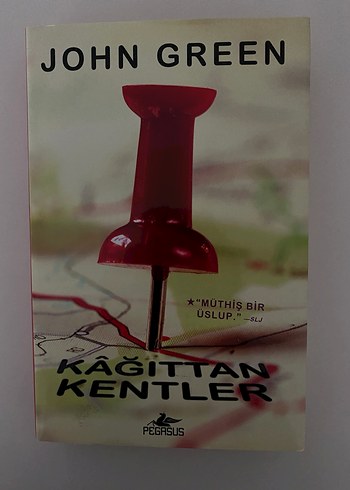 JOHN GREEN
★"MÜTHİŞ BİR
ÜSLUP." —SLJ
KÂĞITTAN
KENTLER
PEGASUS